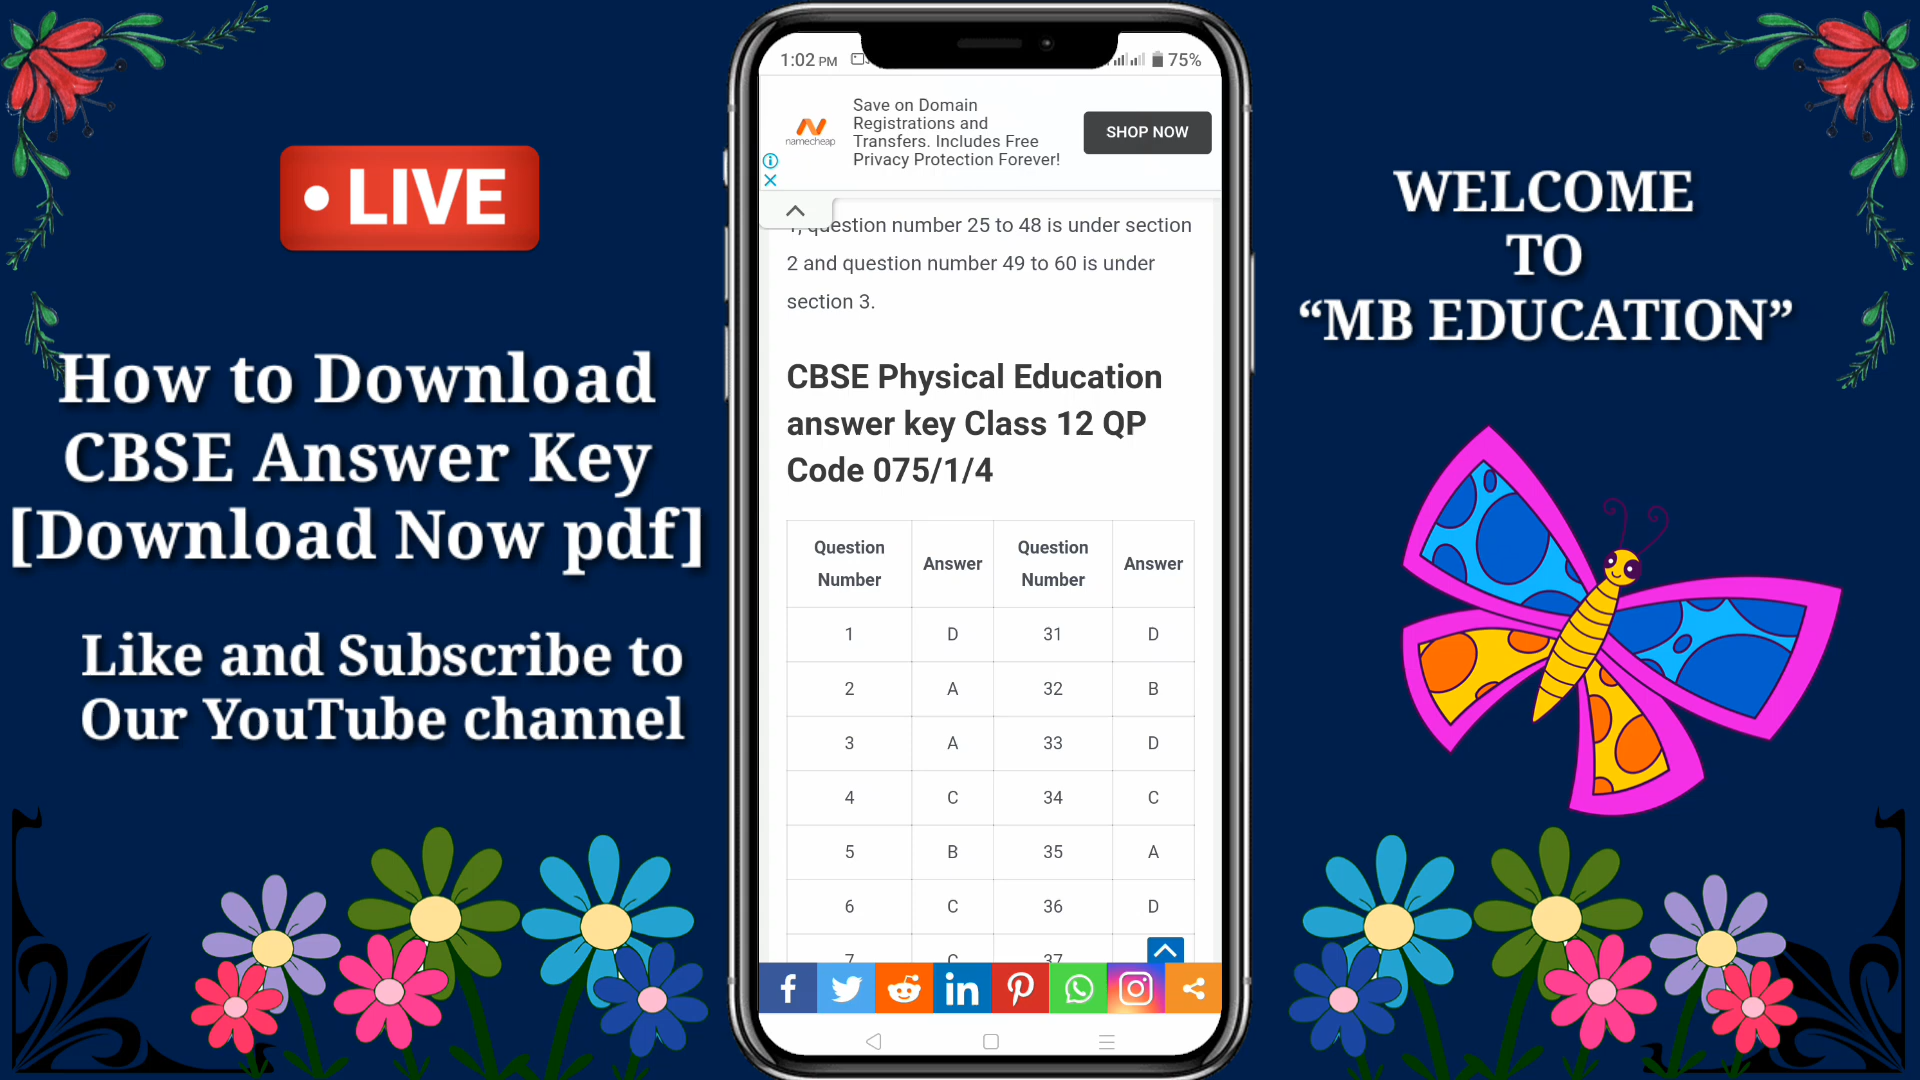 LIVE
How to Download
CBSE Answer Key
[Download Now pdf]
Like and Subscribe to
Our YouTube channel
1:02 PM
75%
namecheap
Save on Domain
Registrations and
Transfers. Includes Free
Privacy Protection Forever!
SHOP NOW
question number 25 to 48 is under section
2 and question number 49 to 60 is under
section 3.
CBSE Physical Education
answer key Class 12 QP
Code 075/1/4
Question Number Answer Question Number Answer
1 D 31 D
2 A 32 B
3 A 33 D
4 C 34 C
5 B 35 A
6 C 36 D
7 C 37
WELCOME
TO
“MB EDUCATION”